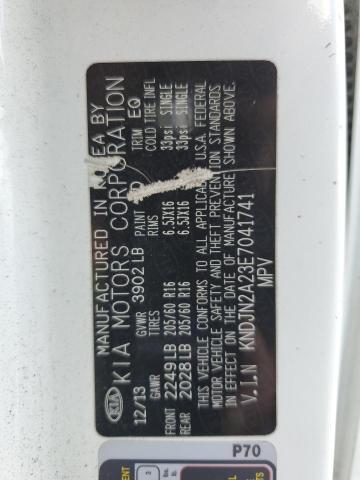 MANUFACTURED IN KOREA BY
KIA KIA MOTORS CORPORATION
12/13 GVWR 3902 LB PAINT TRIM EQ
GAWR TIRES RIMS COLD TIRE INFL
FRONT 2249LB 205/60 R16 6.5JX16 33psi SINGLE
REAR 2028LB 205/60 R16 6.5JX16 33psi SINGLE
THIS VEHICLE CONFORMS TO ALL APPLICABLE U.S.A. FEDERAL
MOTOR VEHICLE SAFETY AND THEFT PREVENTION STANDARDS
IN EFFECT ON THE DATE OF MANUFACTURE SHOWN ABOVE.
V.I.N KNDJN2A23E7041741
MPV
P70